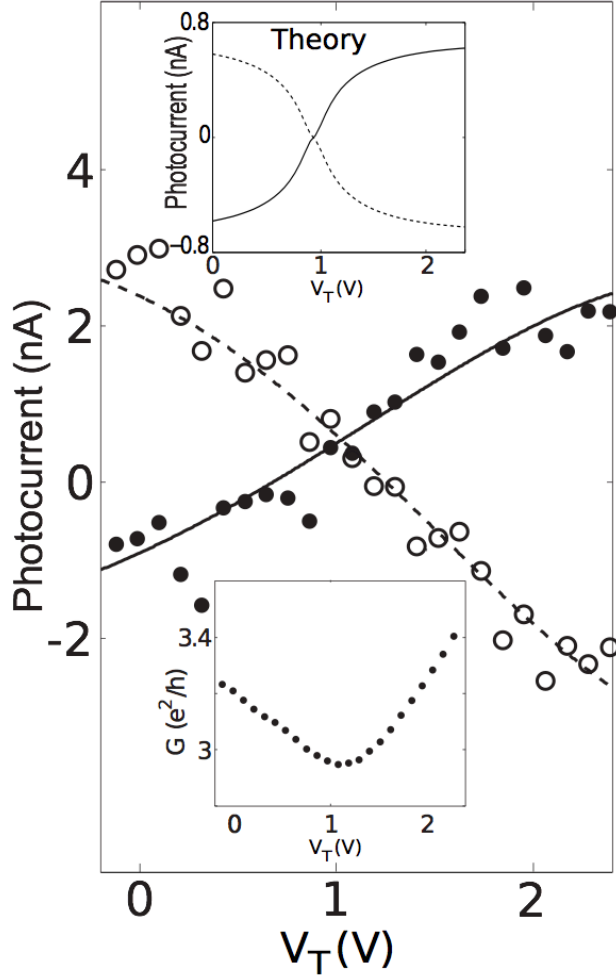 0.8
Theory
Photocurrent (nA)
0
−0.8
0 1 2
V_T(V)
4
2
0
-2
Photocurrent (nA)
3.4
G (e²/h)
3
0 1 2
V_T(V)
0 1 2
V_T(V)